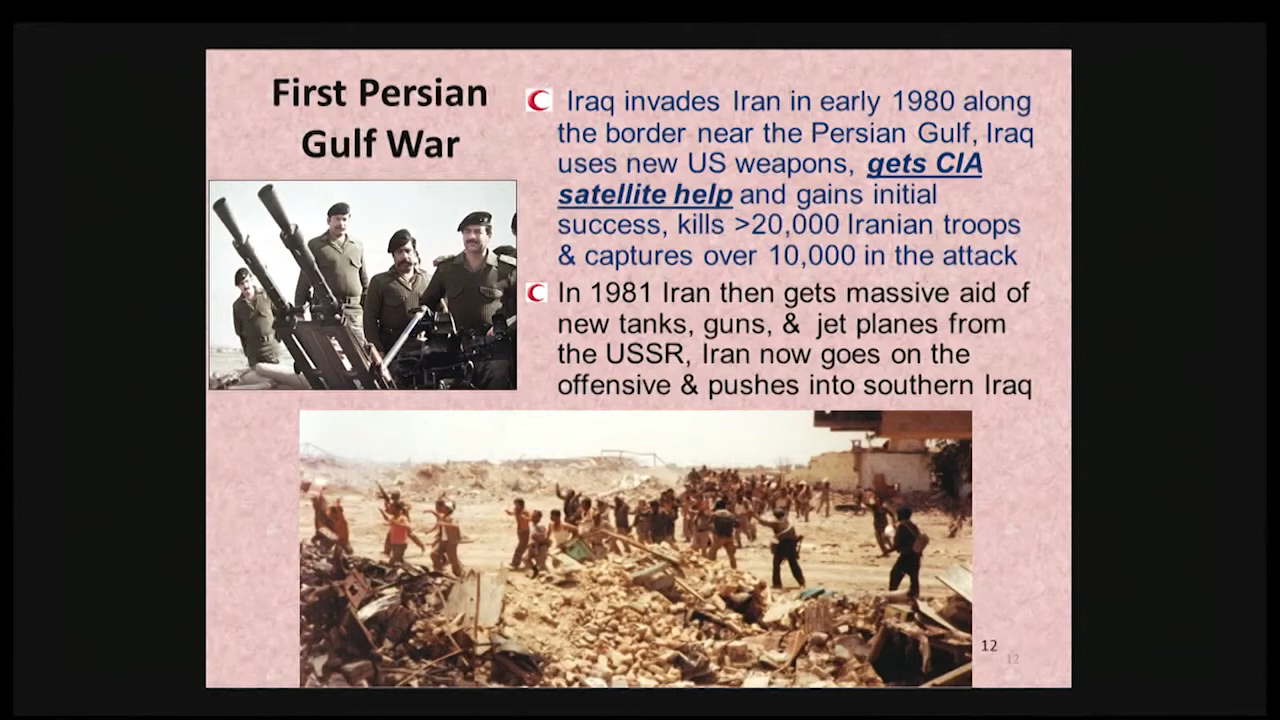 First Persian
Gulf War
Iraq invades Iran in early 1980 along
the border near the Persian Gulf, Iraq
uses new US weapons, gets CIA
satellite help and gains initial
success, kills >20,000 Iranian troops
& captures over 10,000 in the attack
In 1981 Iran then gets massive aid of
new tanks, guns, & jet planes from
the USSR, Iran now goes on the
offensive & pushes into southern Iraq
12
12